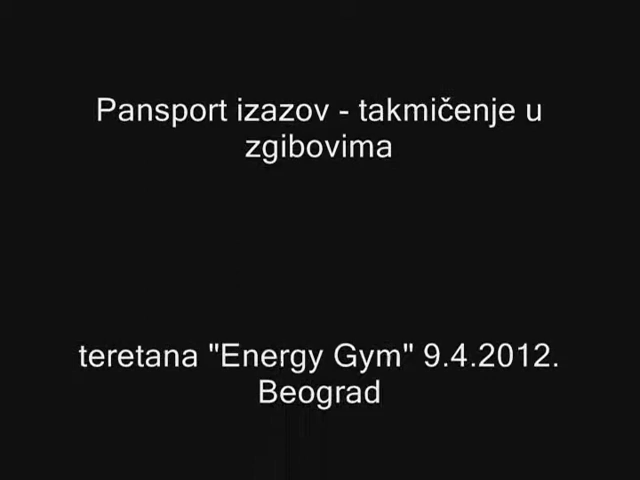 Pansport izazov - takmičenje u
zgibovima
teretana "Energy Gym" 9.4.2012.
Beograd